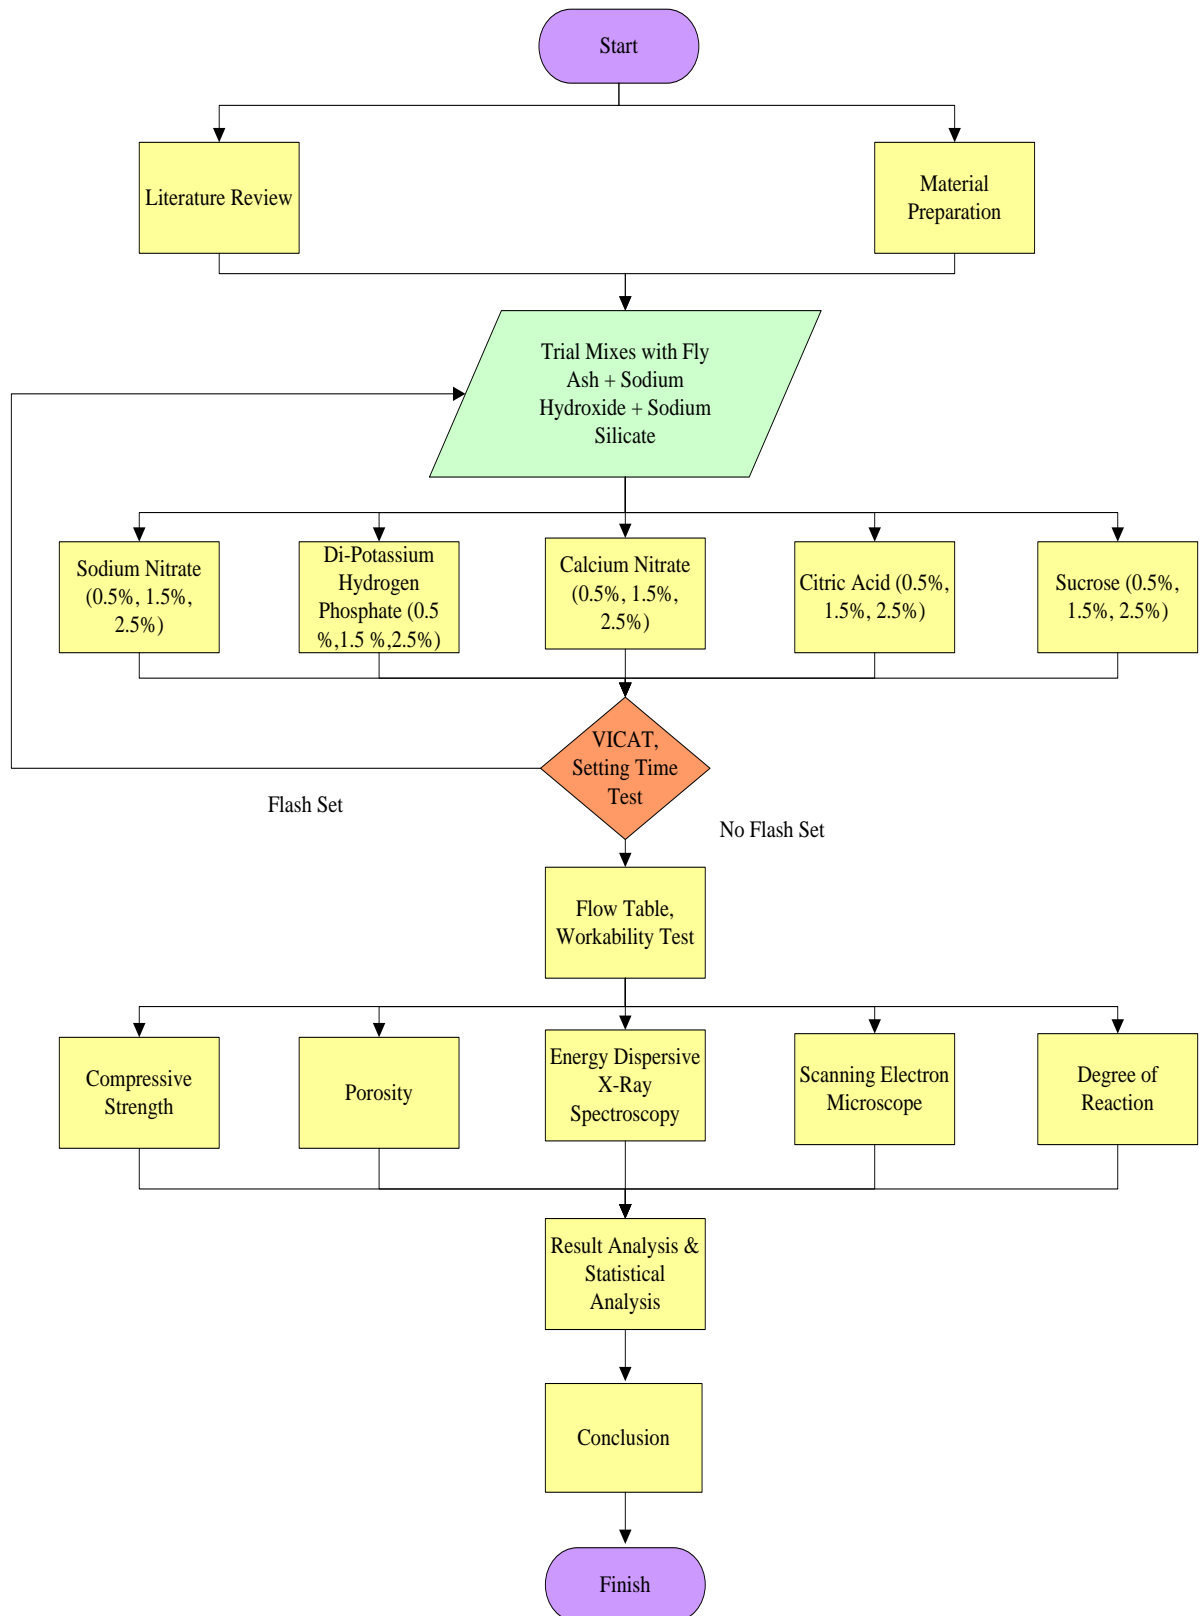 Start
Literature Review
Material
Preparation
Trial Mixes with Fly
Ash + Sodium
Hydroxide + Sodium
Silicate
Sodium Nitrate
(0.5%, 1.5%,
2.5%)
Di-Potassium
Hydrogen
Phosphate (0.5
%,1.5 %,2.5%)
Calcium Nitrate
(0.5%, 1.5%,
2.5%)
Citric Acid (0.5%,
1.5%, 2.5%)
Sucrose (0.5%,
1.5%, 2.5%)
VICAT,
Setting Time
Test
Flash Set
No Flash Set
Flow Table,
Workability Test
Compressive
Strength
Porosity
Energy Dispersive
X-Ray
Spectroscopy
Scanning Electron
Microscope
Degree of
Reaction
Result Analysis &
Statistical
Analysis
Conclusion
Finish